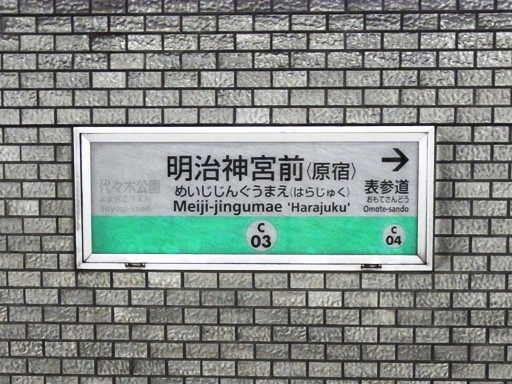 明治神宮前〈原宿〉
めいじじんぐうまえ(はらじゅく)
Meiji-jingumae 'Harajuku'
C
03
代々木公園
よよぎこうえん
Yoyogi-koen
表参道
おもてさんどう
Omote-sando
C
04